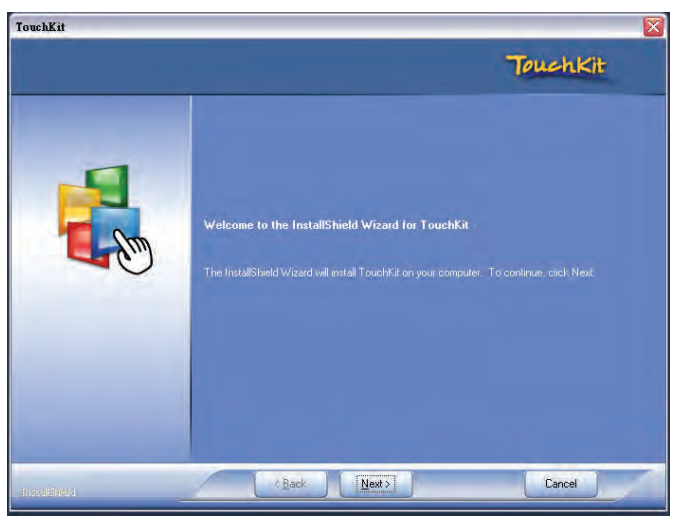 TouchKit
TouchKit
Welcome to the InstallShield Wizard for TouchKit
The InstallShield Wizard will install TouchKit on your computer. To continue, click Next.
InstallShield
< Back
Next >
Cancel